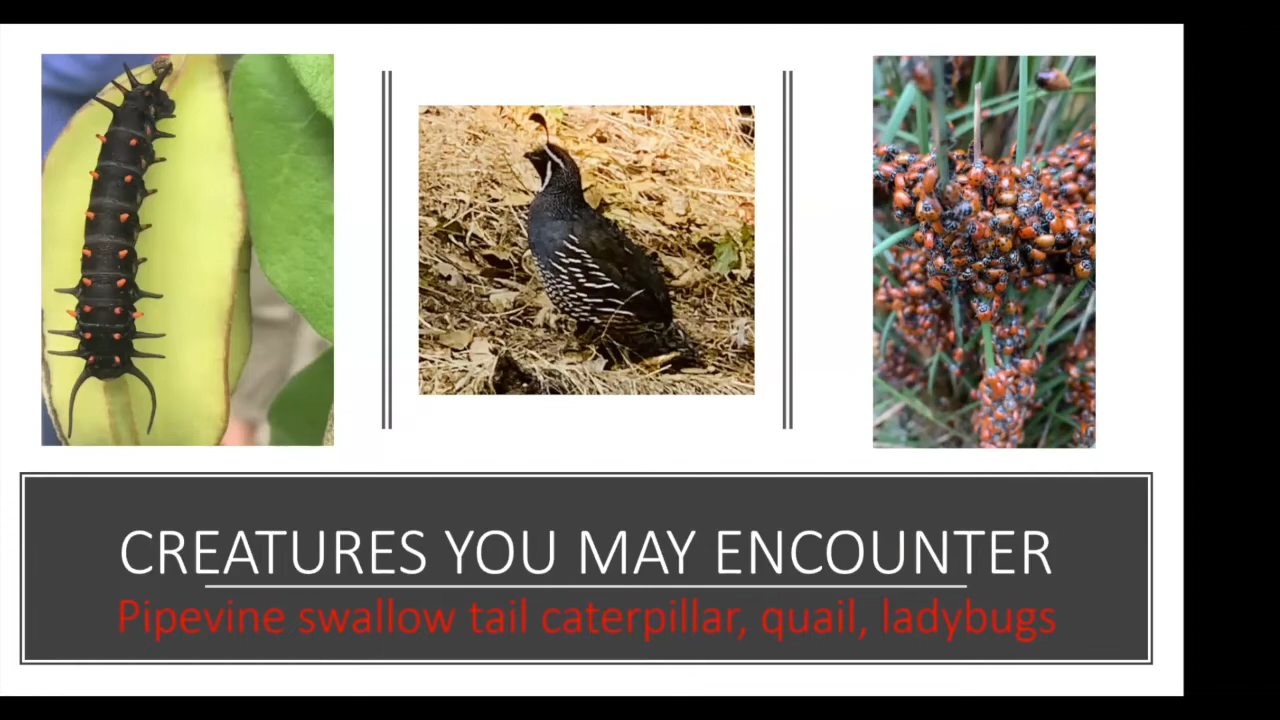 CREATURES YOU MAY ENCOUNTER
Pipevine swallow tail caterpillar, quail, ladybugs